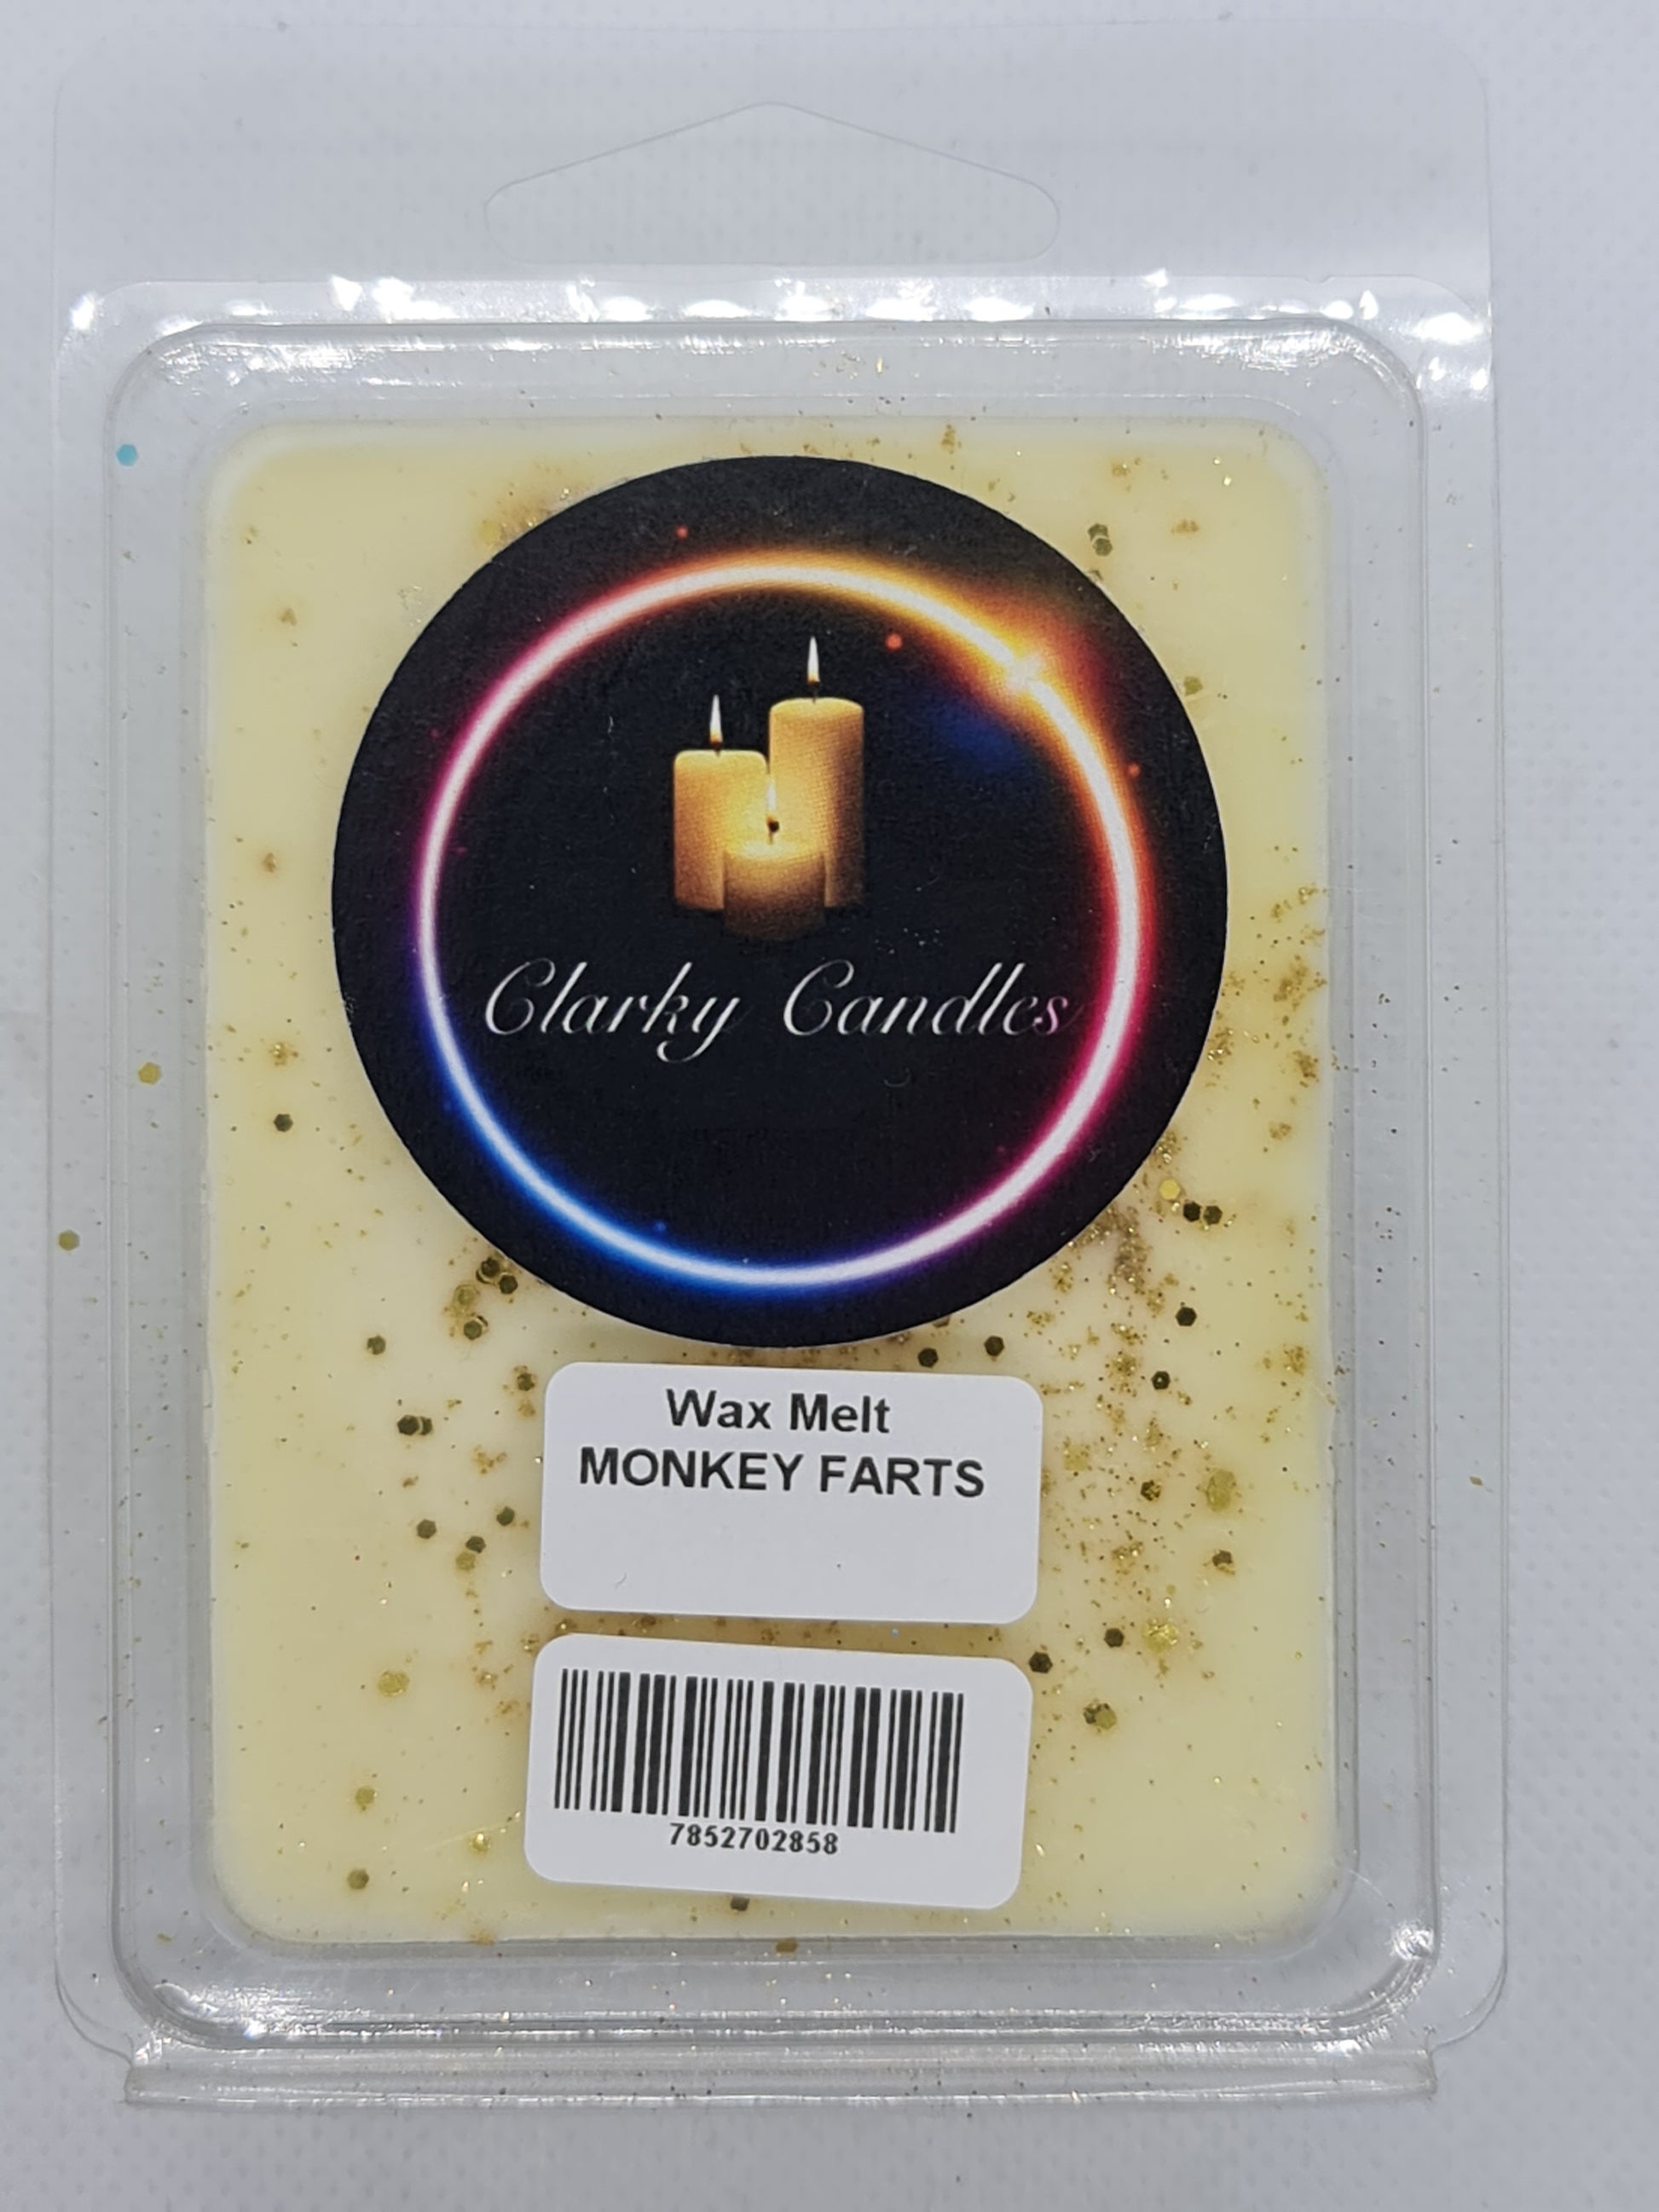 Clarky Candles
Wax Melt
MONKEY FARTS
7852702858